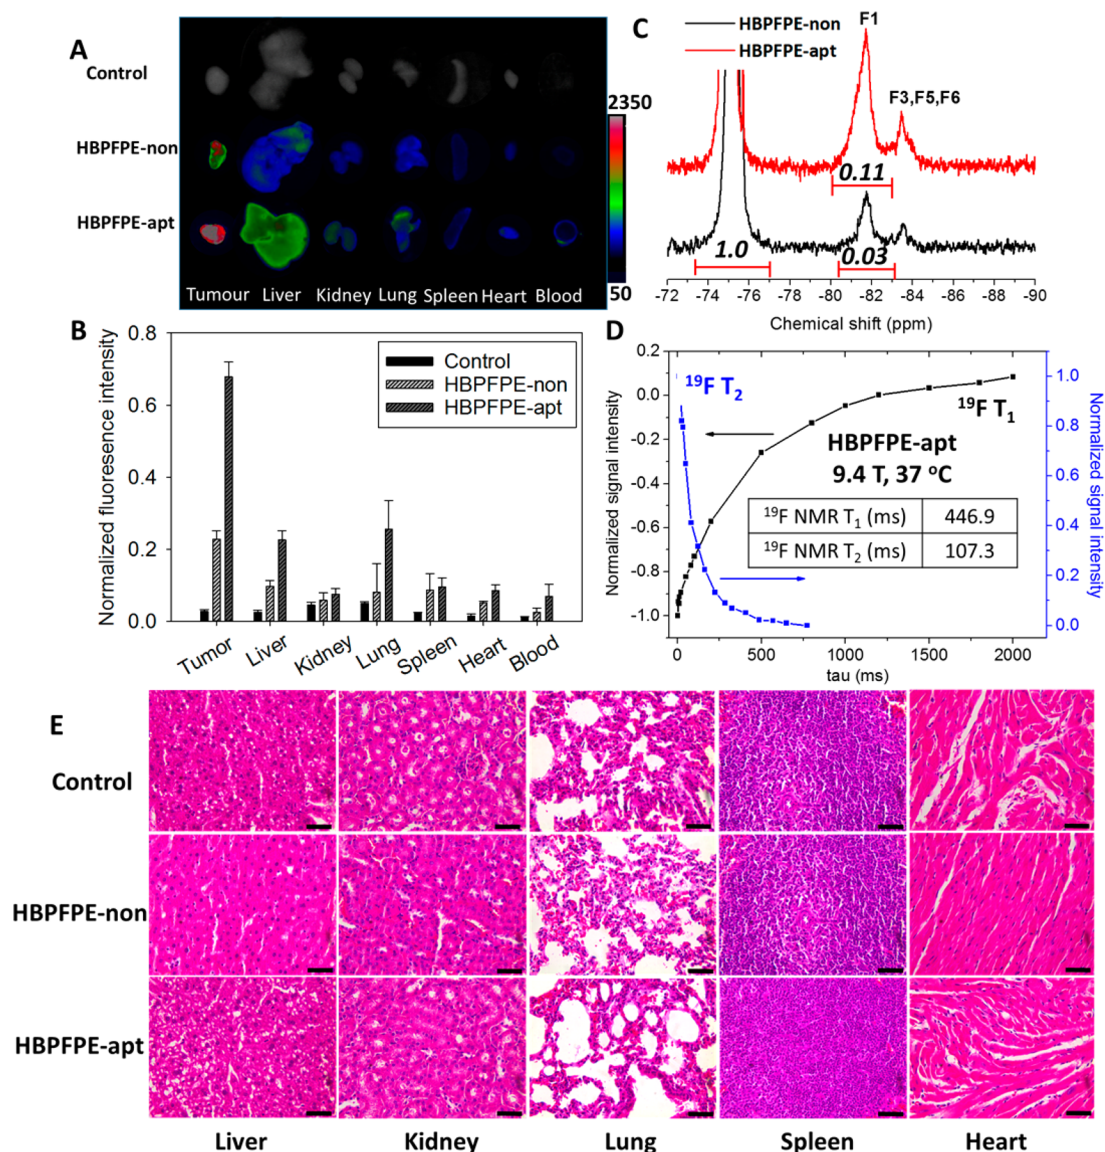 A
Control
HBPFPE-non
HBPFPE-apt
Tumour Liver Kidney Lung Spleen Heart Blood
2350
50
C
HBPFPE-non
HBPFPE-apt
F1
F3,F5,F6
0.11
1.0
0.03
-72 -74 -76 -78 -80 -82 -84 -86 -88 -90
Chemical shift (ppm)
B
Normalized fluorescence intensity
0.8
0.6
0.4
0.2
0.0
Control
HBPFPE-non
HBPFPE-apt
Tumor Liver Kidney Lung Spleen Heart Blood
D
Normalized signal intensity
0.2
0.0
-0.2
-0.4
-0.6
-0.8
-1.0
¹⁹F T₂
¹⁹F T₁
HBPFPE-apt
9.4 T, 37 ᵒC
¹⁹F NMR T₁ (ms) 446.9
¹⁹F NMR T₂ (ms) 107.3
1.0
0.8
0.6
0.4
0.2
0.0
Normalized signal intensity
0 500 1000 1500 2000
tau (ms)
E
Control
HBPFPE-non
HBPFPE-apt
Liver Kidney Lung Spleen Heart